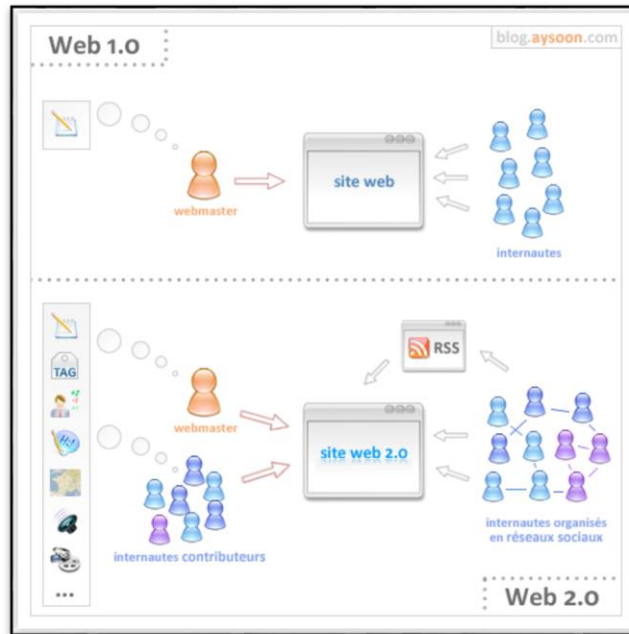 Web 1.0
blog.aysoon.com
webmaster
site web
internautes
RSS
TAG
webmaster
site web 2.0
internautes contributeurs
internautes organisés
en réseaux sociaux
...
Web 2.0